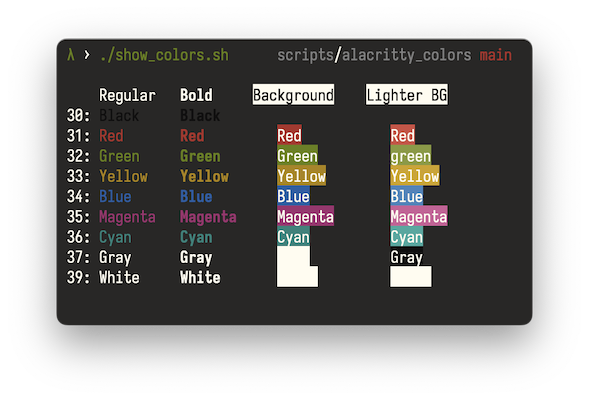 λ › ./show_colors.sh scripts/alacritty_colors main
Regular Bold Background Lighter BG
30: Black Black
31: Red Red Red Red
32: Green Green Green green
33: Yellow Yellow Yellow Yellow
34: Blue Blue Blue Blue
35: Magenta Magenta Magenta Magenta
36: Cyan Cyan Cyan Cyan
37: Gray Gray Gray
39: White White